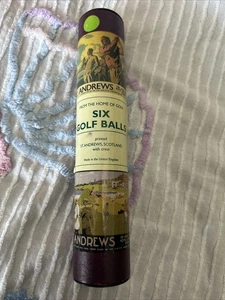 ANDREWS
FROM THE HOME OF GOLF
SIX
GOLF BALLS
printed
ST. ANDREWS, SCOTLAND
with crest
Made in the United Kingdom
ANDREWS